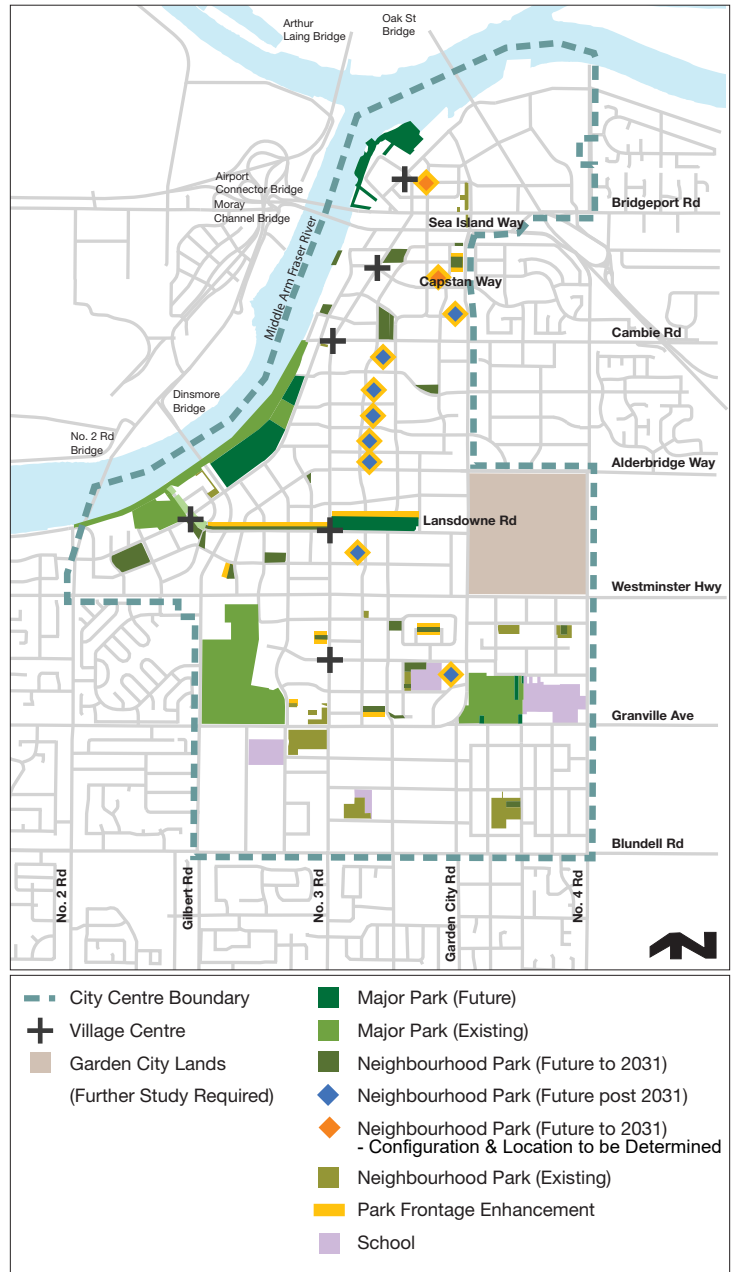 Arthur
Laing Bridge
Oak St
Bridge
Airport
Connector Bridge
Moray
Channel Bridge
Bridgeport Rd
Sea Island Way
Middle Arm Fraser River
Capstan Way
Cambie Rd
Dinsmore
Bridge
No. 2 Rd
Bridge
Alderbridge Way
Lansdowne Rd
Westminster Hwy
Granville Ave
Blundell Rd
No. 2 Rd
Gilbert Rd
No. 3 Rd
Garden City Rd
No. 4 Rd
N
City Centre Boundary
Village Centre
Garden City Lands
(Further Study Required)
Major Park (Future)
Major Park (Existing)
Neighbourhood Park (Future to 2031)
Neighbourhood Park (Future post 2031)
Neighbourhood Park (Future to 2031)
- Configuration & Location to be Determined
Neighbourhood Park (Existing)
Park Frontage Enhancement
School